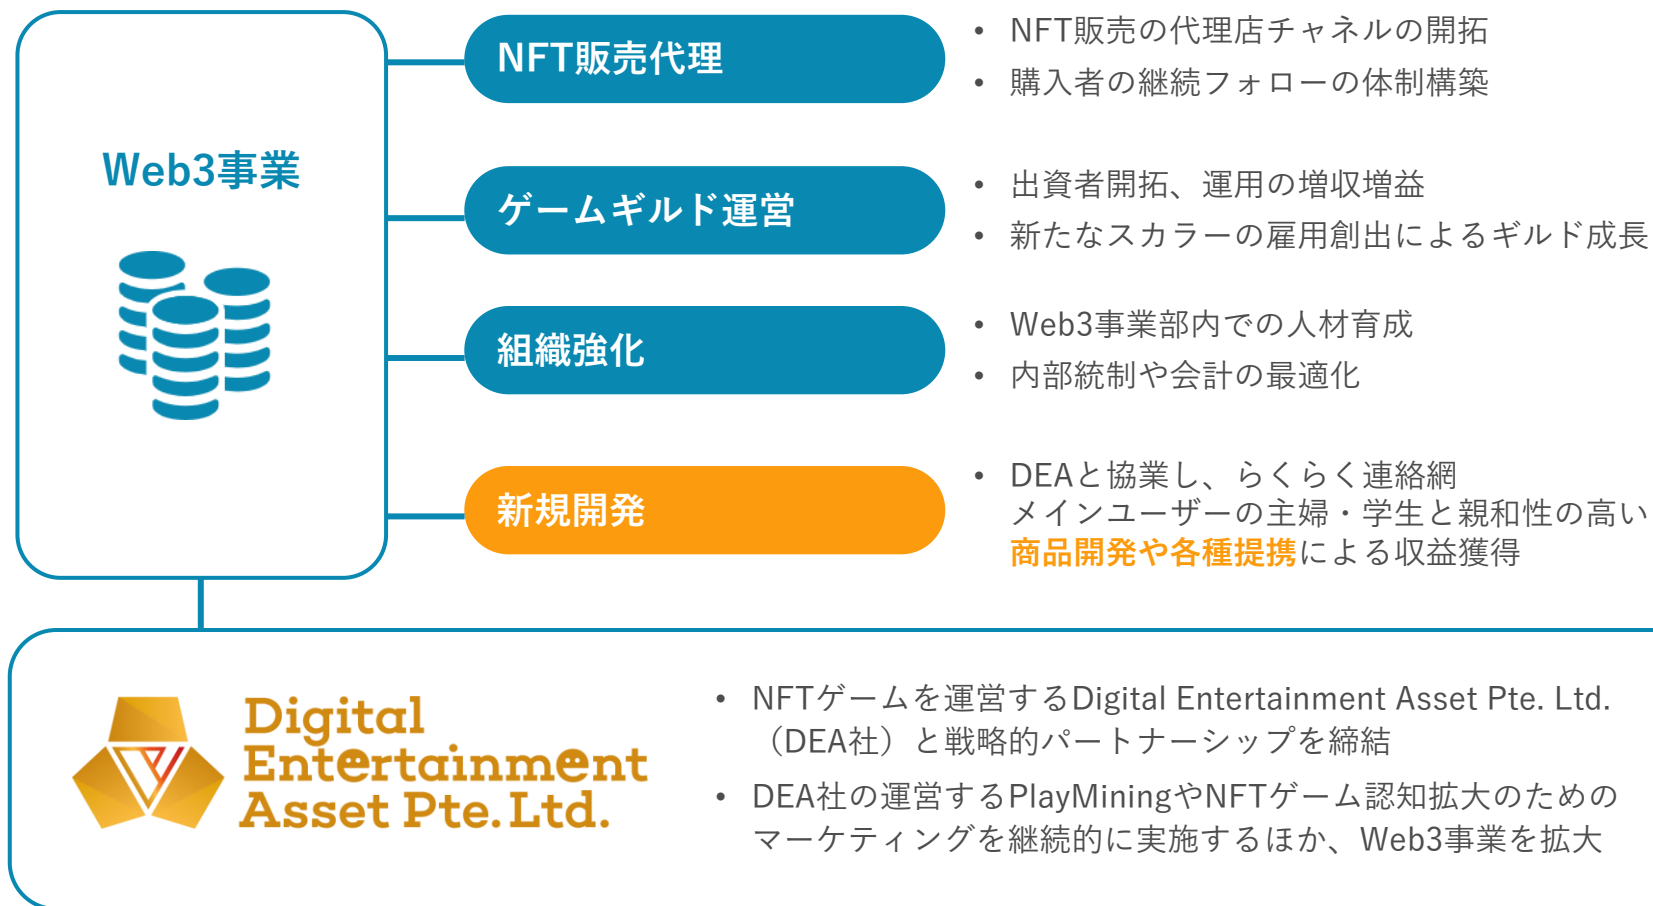 Web3事業
NFT販売代理
• NFT販売の代理店チャネルの開拓
• 購入者の継続フォローの体制構築
ゲームギルド運営
• 出資者開拓、運用の増収増益
• 新たなスカラーの雇用創出によるギルド成長
組織強化
• Web3事業部内での人材育成
• 内部統制や会計の最適化
新規開発
• DEAと協業し、らくらく連絡網
メインユーザーの主婦・学生と親和性の高い
商品開発や各種提携による収益獲得
Digital
Entertainment
Asset Pte.Ltd.
• NFTゲームを運営するDigital Entertainment Asset Pte. Ltd.
（DEA社）と戦略的パートナーシップを締結
• DEA社の運営するPlayMiningやNFTゲーム認知拡大のための
マーケティングを継続的に実施するほか、Web3事業を拡大